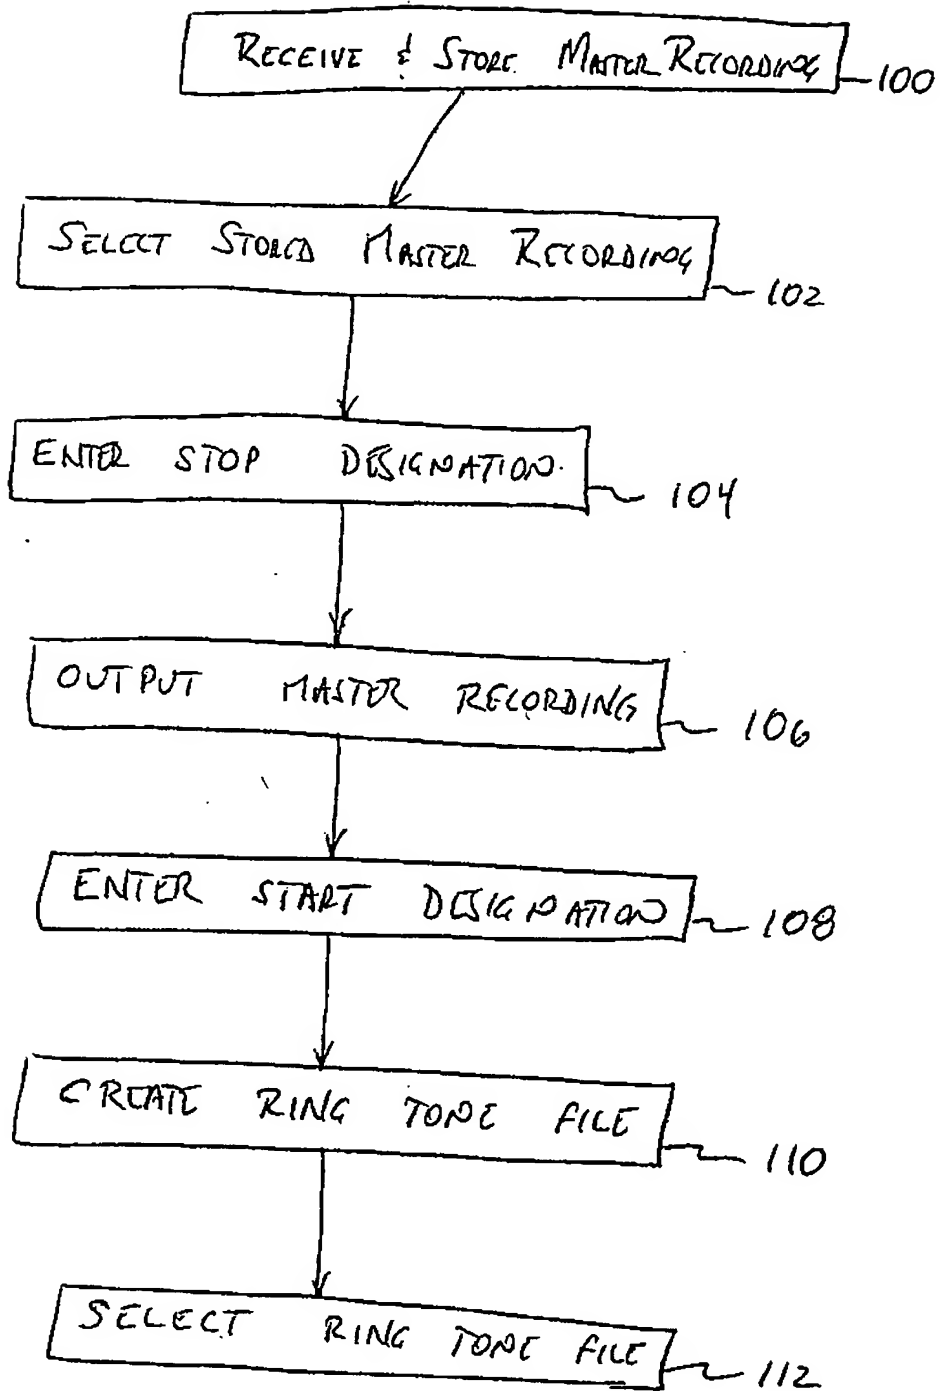 RECEIVE & STORE MASTER RECORDING
100
SELECT STORED MASTER RECORDING
102
ENTER STOP DESIGNATION
104
OUTPUT MASTER RECORDING
106
ENTER START DESIGNATION
108
CREATE RING TONE FILE
110
SELECT RING TONE FILE
112